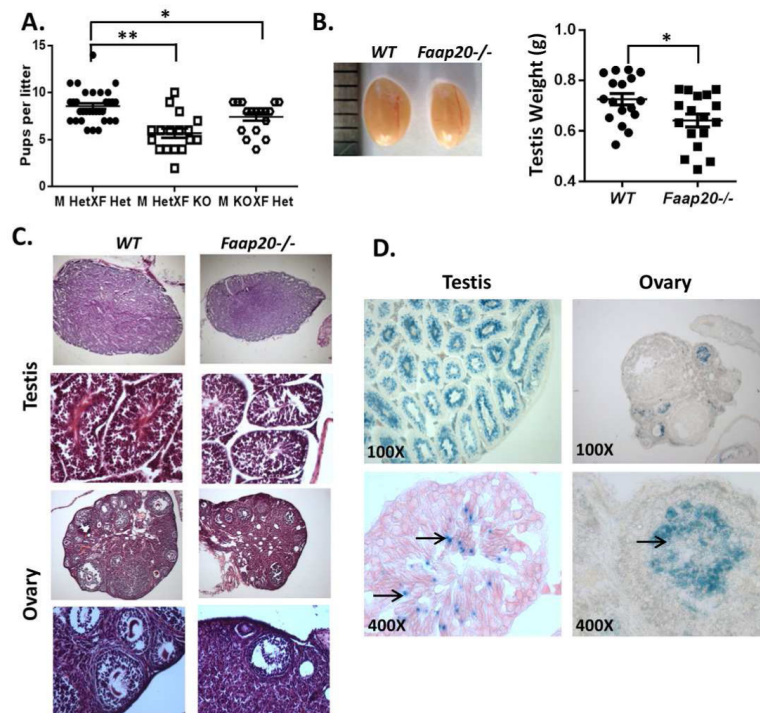 A.
*
**
Pups per litter
15
10
5
0
M HetXF Het M HetXF KO M KOXF Het
B.
WT Faap20-/-
*
Testis Weight (g)
1.0
0.8
0.6
0.4
WT Faap20-/-
C.
WT Faap20-/-
Testis
Ovary
D.
Testis Ovary
100X 100X
400X 400X